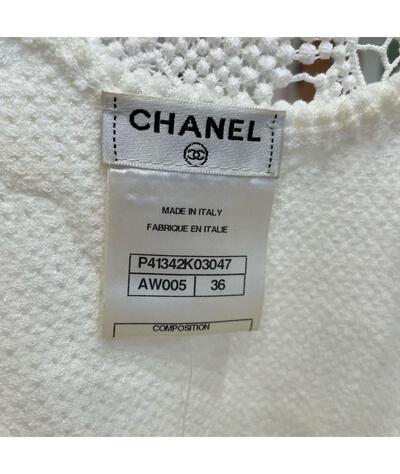 CHANEL
MADE IN ITALY
FABRIQUE EN ITALIE
P41342K03047
AW005 36
COMPOSITION